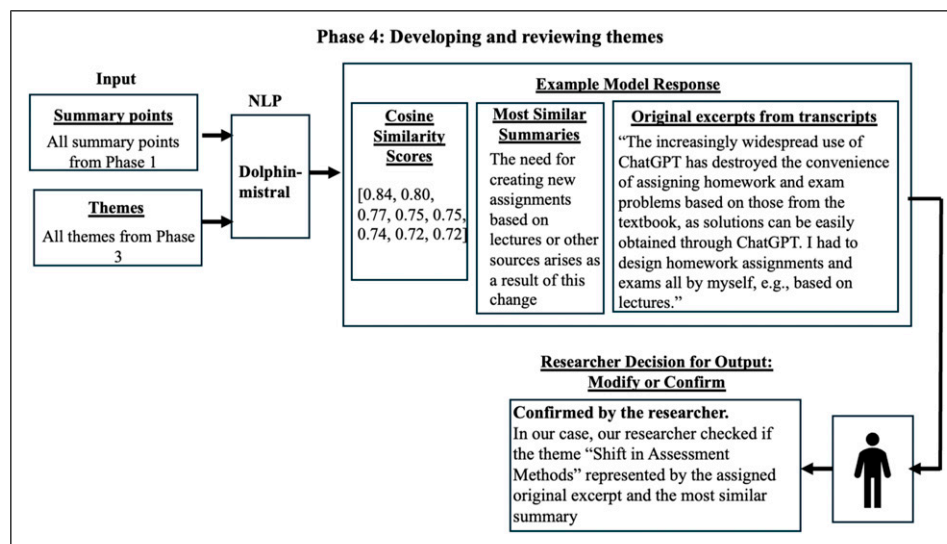 Phase 4: Developing and reviewing themes
Input
Summary points
All summary points
from Phase 1
Themes
All themes from Phase
3
NLP
Dolphin-
mistral
Example Model Response
Cosine
Similarity
Scores
[0.84, 0.80,
0.77, 0.75, 0.75,
0.74, 0.72, 0.72]
Most Similar
Summaries
The need for
creating new
assignments
based on
lectures or other
sources arises as
a result of this
change
Original excerpts from transcripts
“The increasingly widespread use of
ChatGPT has destroyed the convenience
of assigning homework and exam
problems based on those from the
textbook, as solutions can be easily
obtained through ChatGPT. I had to
design homework assignments and
exams all by myself, e.g., based on
lectures.”
Researcher Decision for Output:
Modify or Confirm
Confirmed by the researcher.
In our case, our researcher checked if
the theme “Shift in Assessment
Methods” represented by the assigned
original excerpt and the most similar
summary